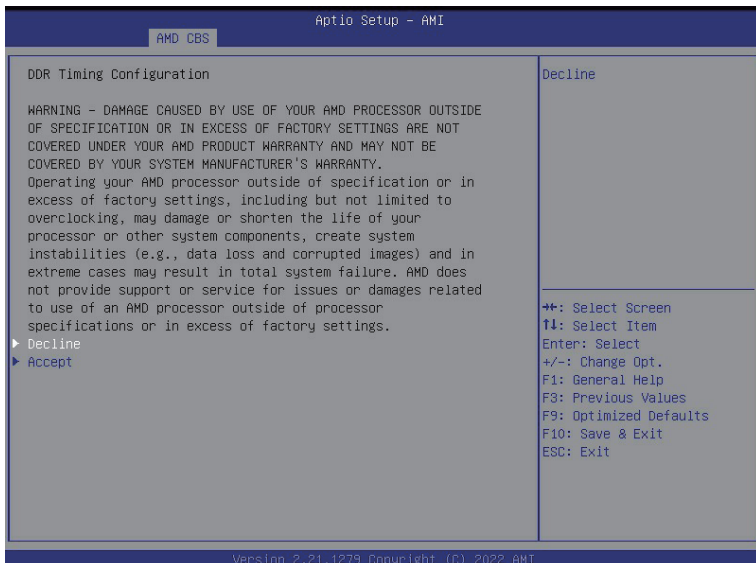 Aptio Setup - AMI
AMD CBS
DDR Timing Configuration
WARNING - DAMAGE CAUSED BY USE OF YOUR AMD PROCESSOR OUTSIDE
OF SPECIFICATION OR IN EXCESS OF FACTORY SETTINGS ARE NOT
COVERED UNDER YOUR AMD PRODUCT WARRANTY AND MAY NOT BE
COVERED BY YOUR SYSTEM MANUFACTURER'S WARRANTY.
Operating your AMD processor outside of specification or in
excess of factory settings, including but not limited to
overclocking, may damage or shorten the life of your
processor or other system components, create system
instabilities (e.g., data loss and corrupted images) and in
extreme cases may result in total system failure. AMD does
not provide support or service for issues or damages related
to use of an AMD processor outside of processor
specifications or in excess of factory settings.
Decline
Accept
Decline
→←: Select Screen
↑↓: Select Item
Enter: Select
+/-: Change Opt.
F1: General Help
F3: Previous Values
F9: Optimized Defaults
F10: Save & Exit
ESC: Exit
Version 2.21.1279 Copyright (C) 2022 AMI